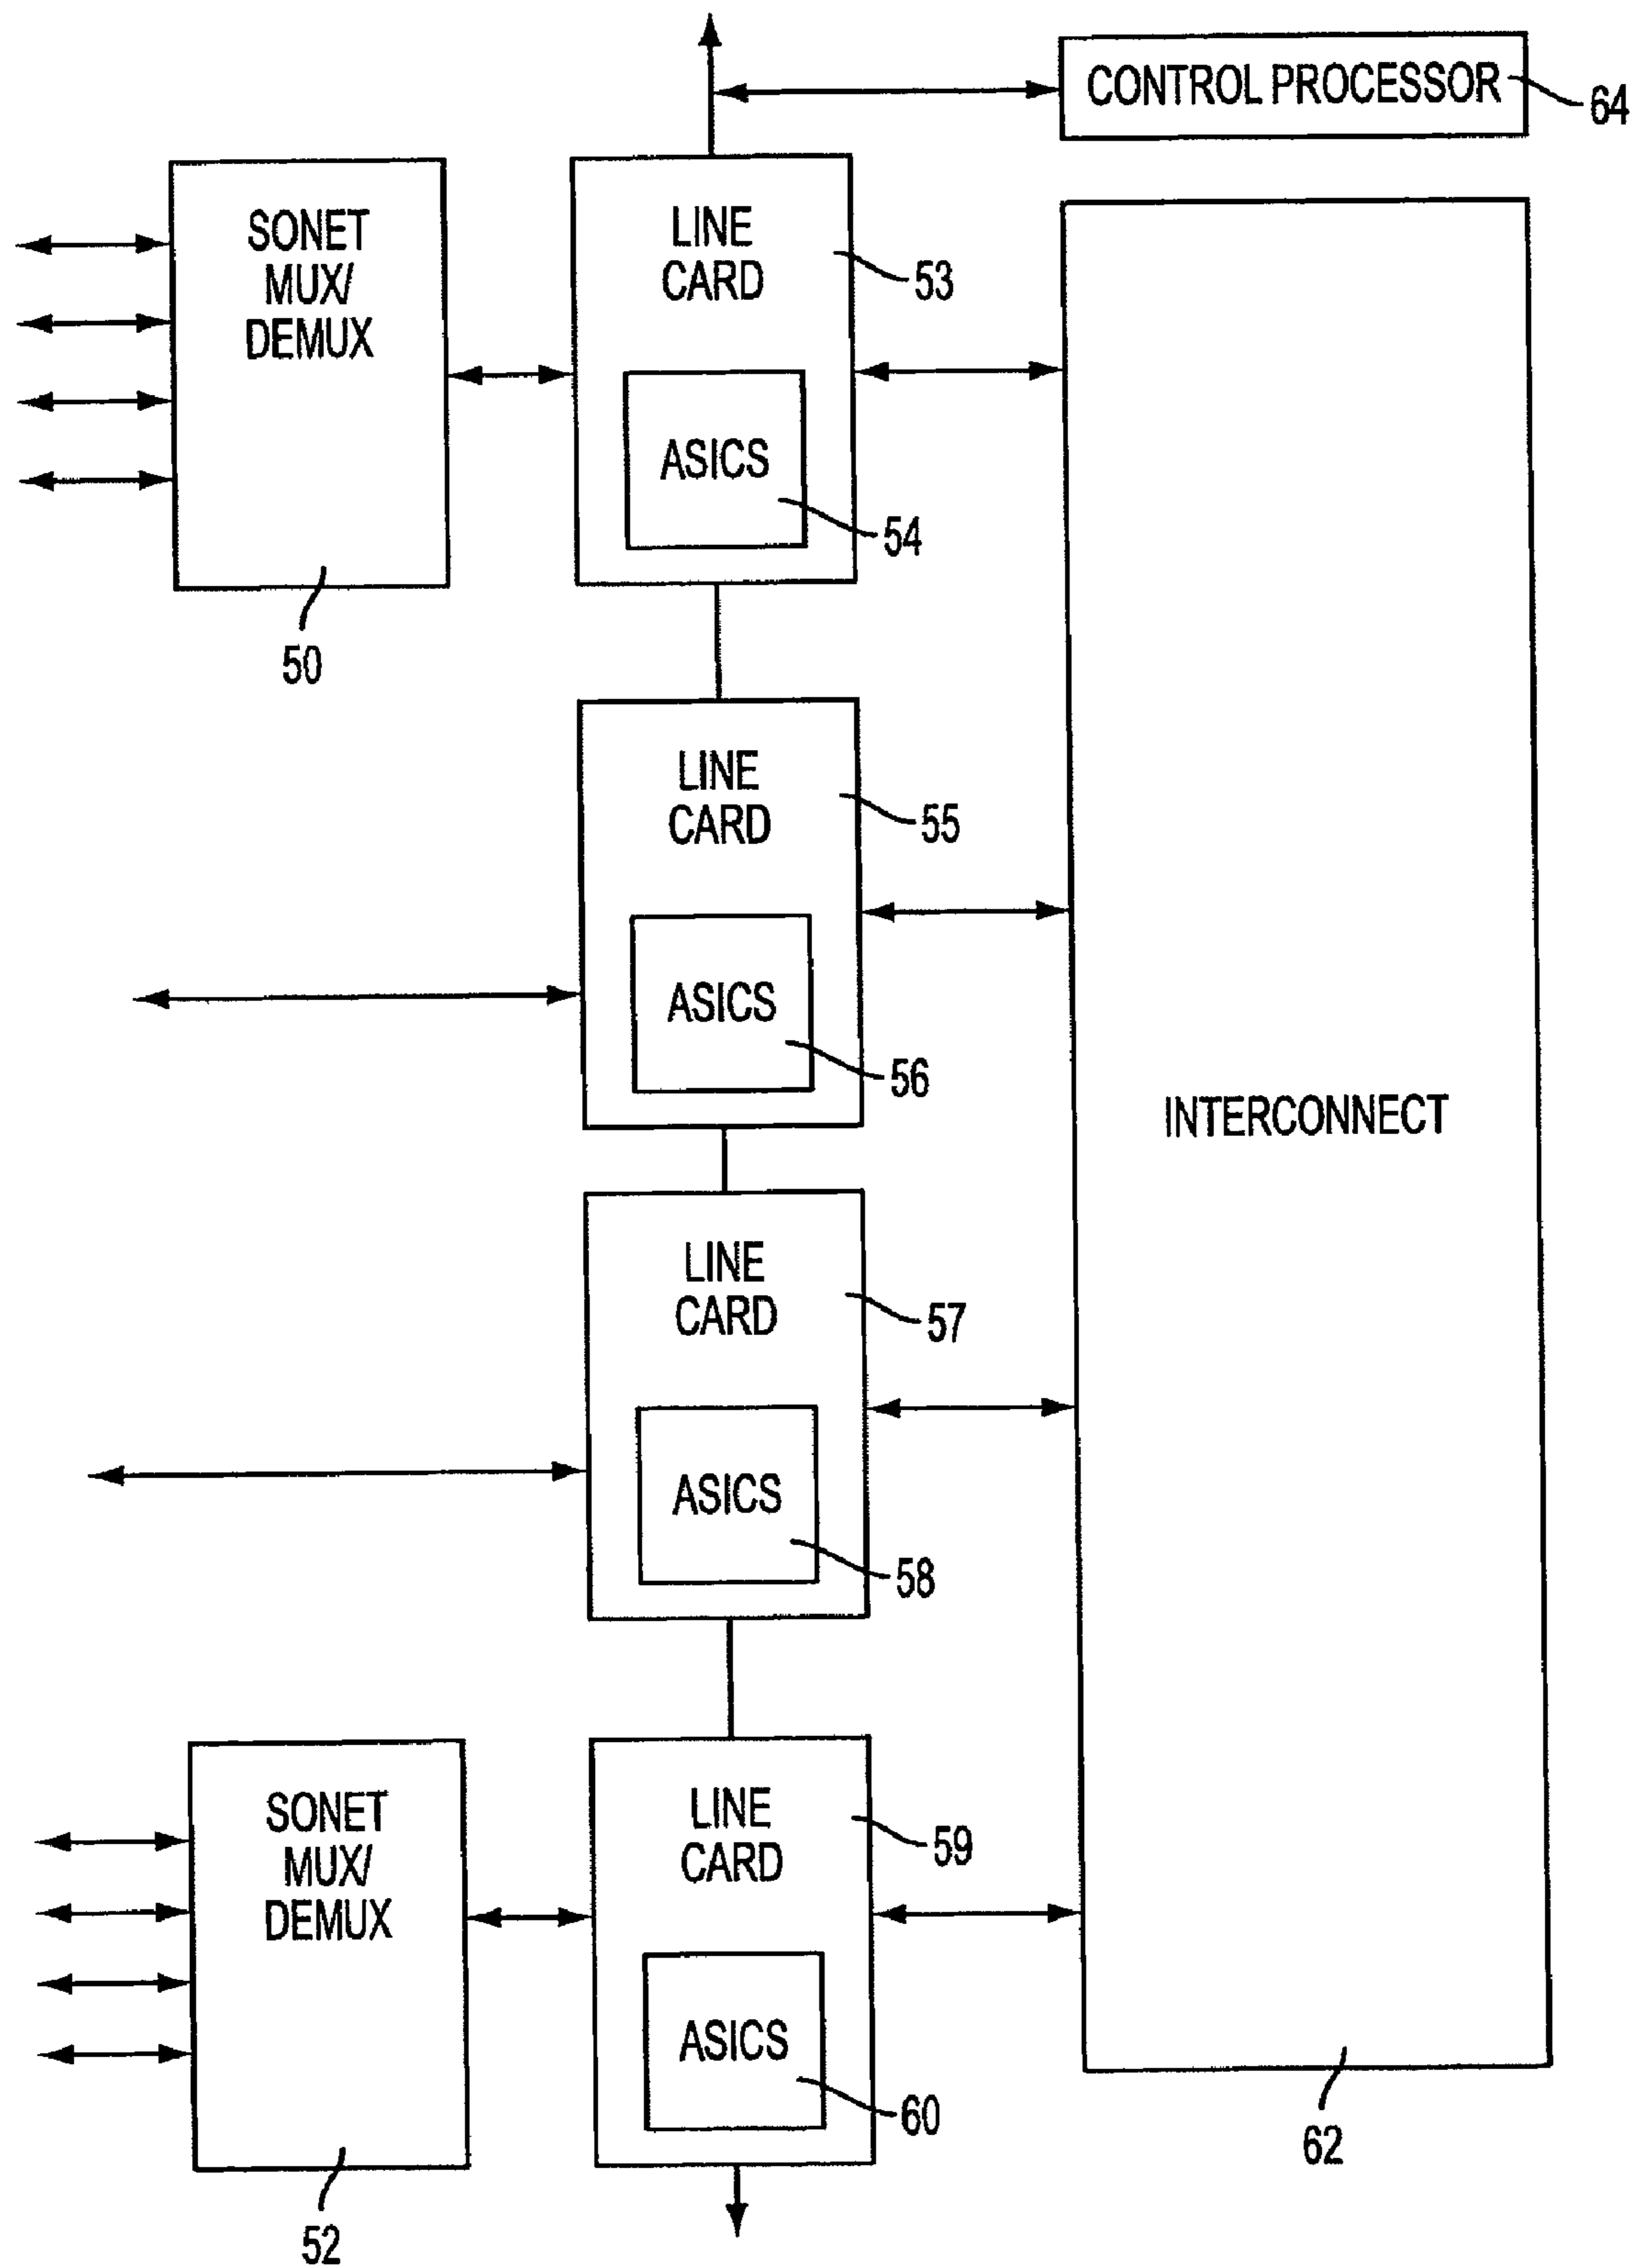 CONTROL PROCESSOR
64
SONET
MUX/
DEMUX
50
LINE
CARD
53
ASICS
54
LINE
CARD
55
ASICS
56
INTERCONNECT
62
LINE
CARD
57
ASICS
58
SONET
MUX/
DEMUX
52
LINE
CARD
59
ASICS
60